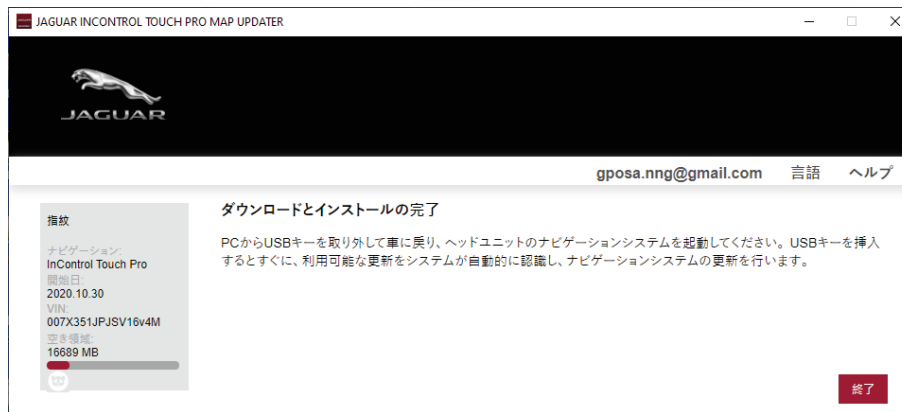 JAGUAR INCONTROL TOUCH PRO MAP UPDATER
JAGUAR
gposa.nng@gmail.com 言語 ヘルプ
指紋
ナビゲーション:
InControl Touch Pro
開始日:
2020.10.30
VIN:
007X351JPJSV16v4M
空き領域:
16689 MB
ダウンロードとインストールの完了
PCからUSBキーを取り外して車に戻り、ヘッドユニットのナビゲーションシステムを起動してください。USBキーを挿入
するとすぐに、利用可能な更新をシステムが自動的に認識し、ナビゲーションシステムの更新を行います。
終了